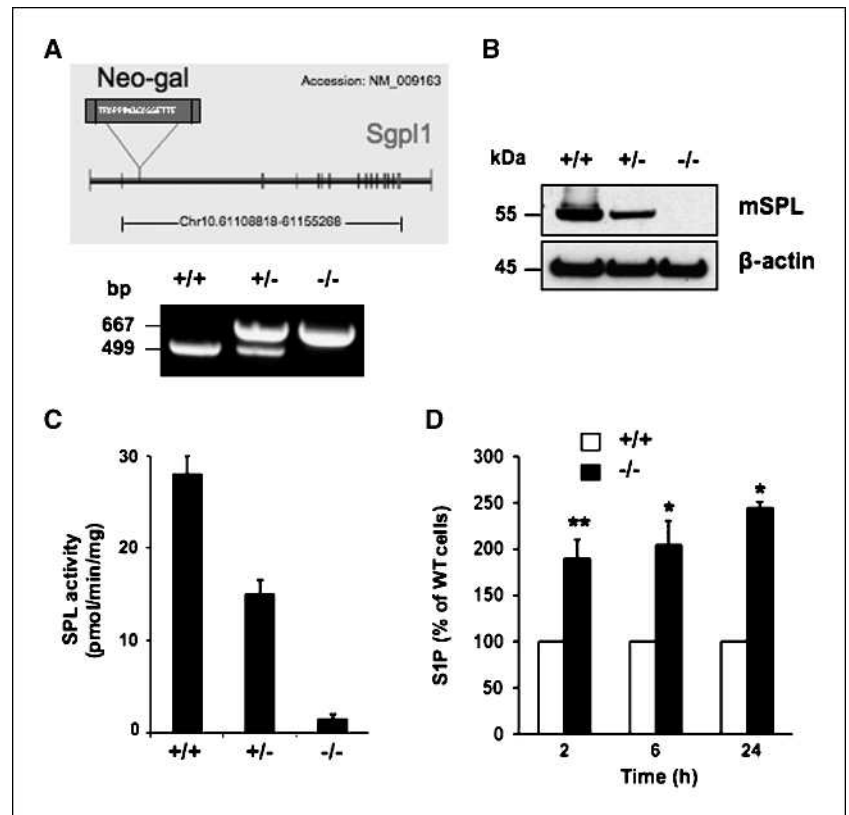 A
Neo-gal
Accession: NM_009163
Sgpl1
Chr10.61108818-61155268
bp
+/+ +/- -/-
667
499
B
kDa +/+ +/- -/-
55
mSPL
45
β-actin
C
SPL activity
(pmol/min/mg)
30
20
10
0
+/+ +/- -/-
D
+/+
-/-
S1P (% of WT cells)
300
250
200
150
100
50
0
** * *
2 6 24
Time (h)